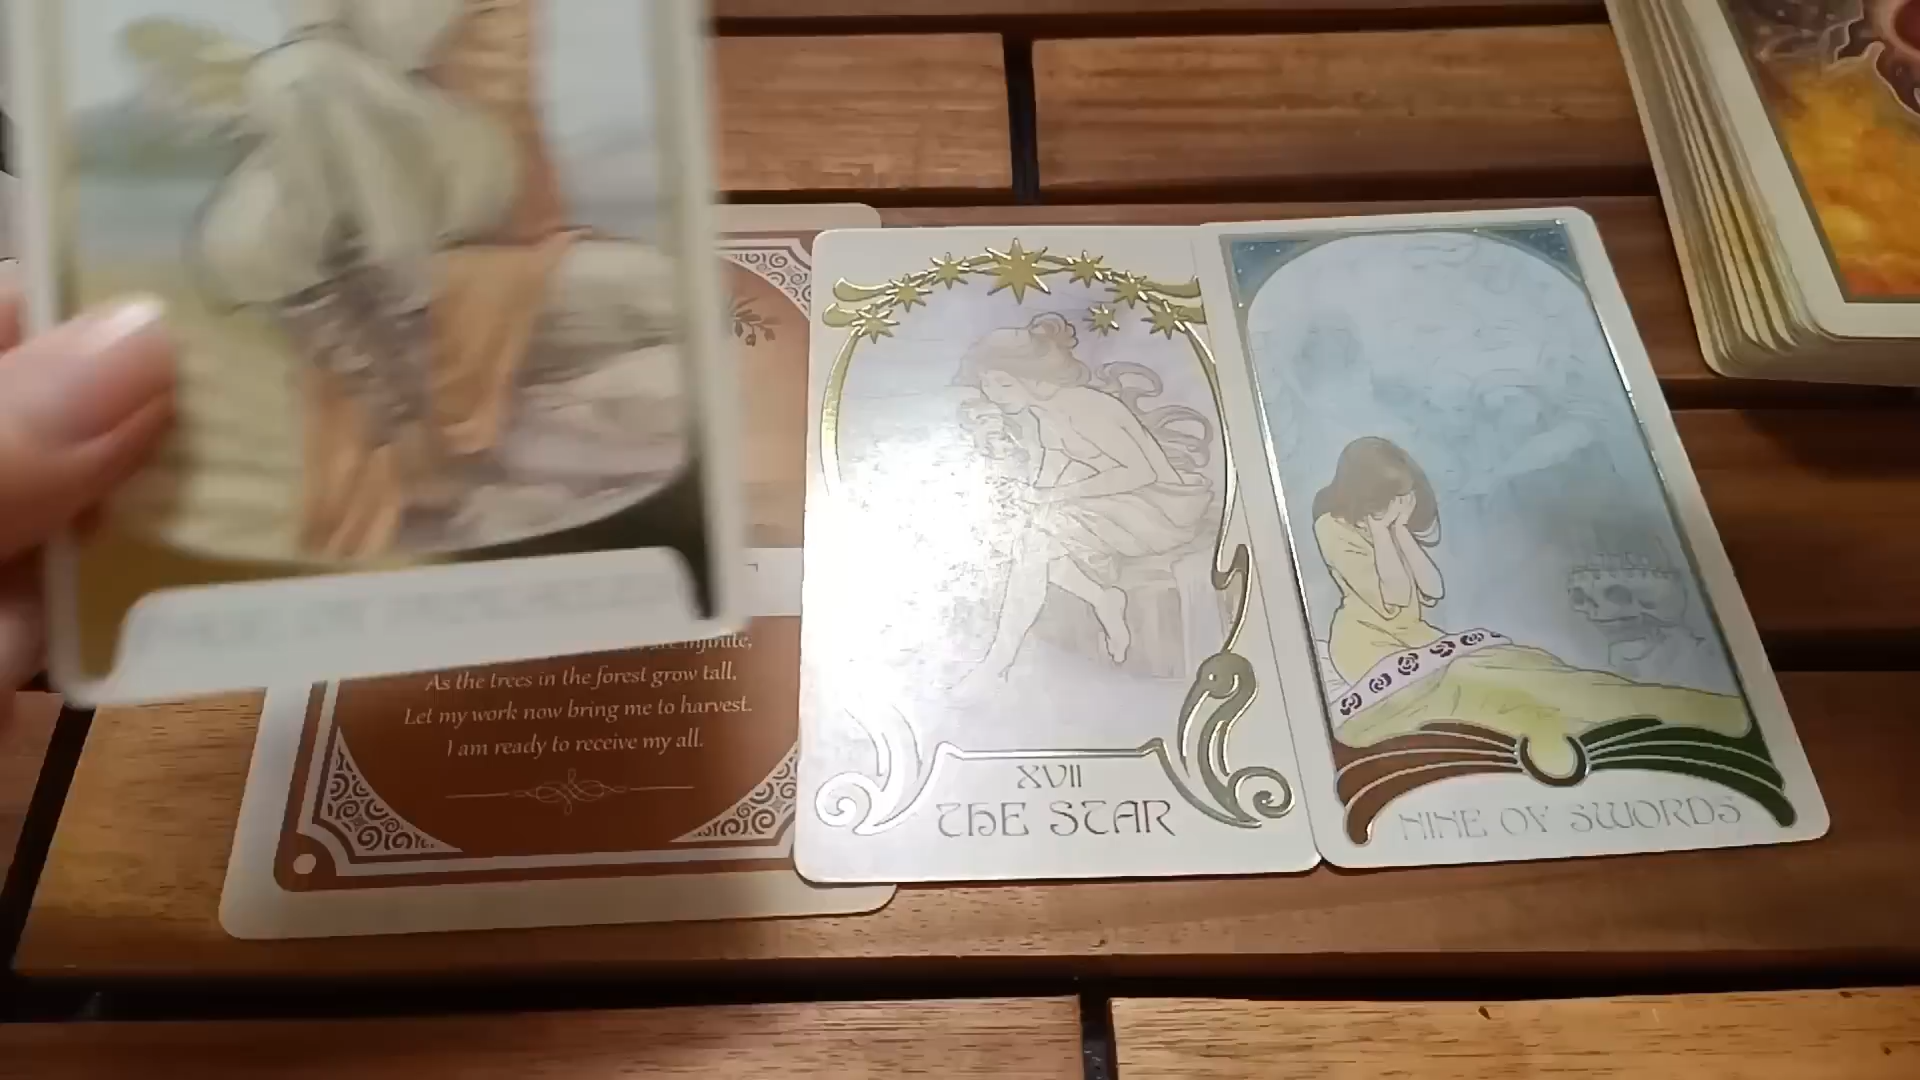 infinite,
As the trees in the forest grow tall,
Let my work now bring me to harvest.
I am ready to receive my all.
XVII
THE STAR
NINE OF SWORDS